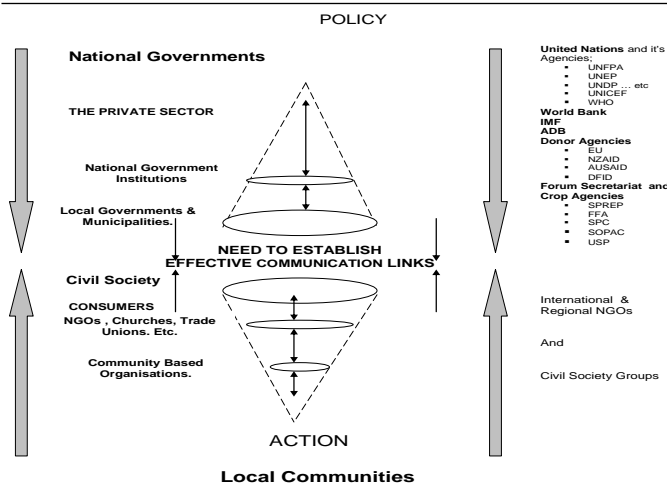 POLICY
National Governments
THE PRIVATE SECTOR
National Government
Institutions
Local Governments &
Municipalities.
NEED TO ESTABLISH
EFFECTIVE COMMUNICATION LINKS
Civil Society
CONSUMERS
NGOs , Churches, Trade
Unions. Etc.
Community Based
Organisations.
ACTION
Local Communities
United Nations and it's
Agencies;
▪ UNFPA
▪ UNEP
▪ UNDP ... etc
▪ UNICEF
▪ WHO
World Bank
IMF
ADB
Donor Agencies
▪ EU
▪ NZAID
▪ AUSAID
▪ DFID
Forum Secretariat and
Crop Agencies
▪ SPREP
▪ FFA
▪ SPC
▪ SOPAC
▪ USP
International &
Regional NGOs
And
Civil Society Groups